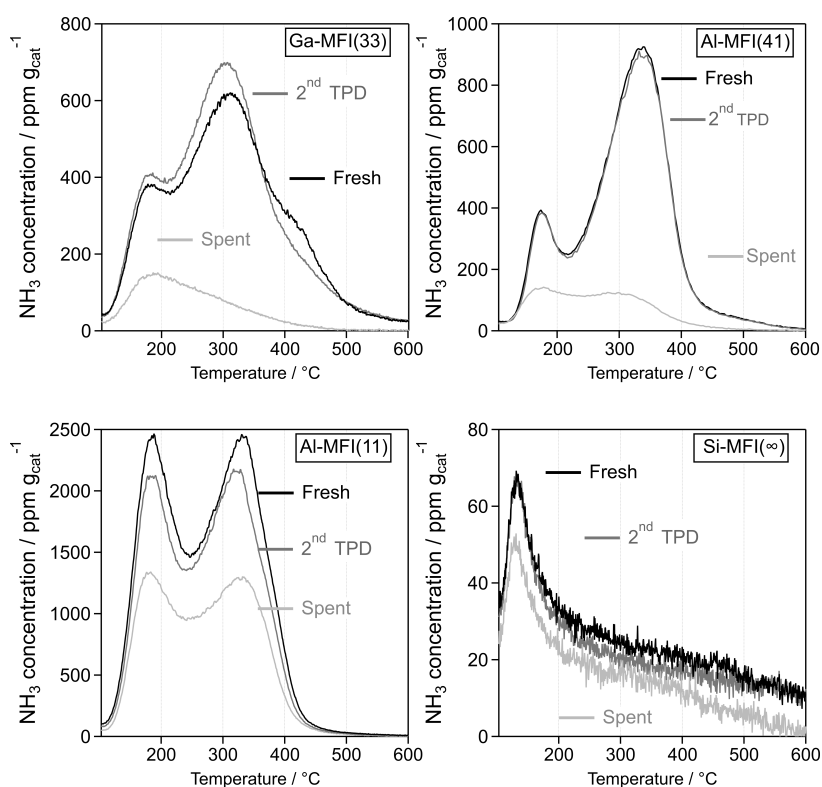 Ga-MFI(33)
NH3 concentration / ppm gcat-1
800
600
400
200
0
2nd TPD
Fresh
Spent
200 300 400 500 600
Temperature / °C
Al-MFI(41)
NH3 concentration / ppm gcat-1
1000
800
600
400
200
0
Fresh
2nd TPD
Spent
200 300 400 500 600
Temperature / °C
Al-MFI(11)
NH3 concentration / ppm gcat-1
2500
2000
1500
1000
500
0
Fresh
2nd TPD
Spent
200 300 400 500 600
Temperature / °C
Si-MFI(∞)
NH3 concentration / ppm gcat-1
80
60
40
20
0
Fresh
2nd TPD
Spent
200 300 400 500 600
Temperature / °C